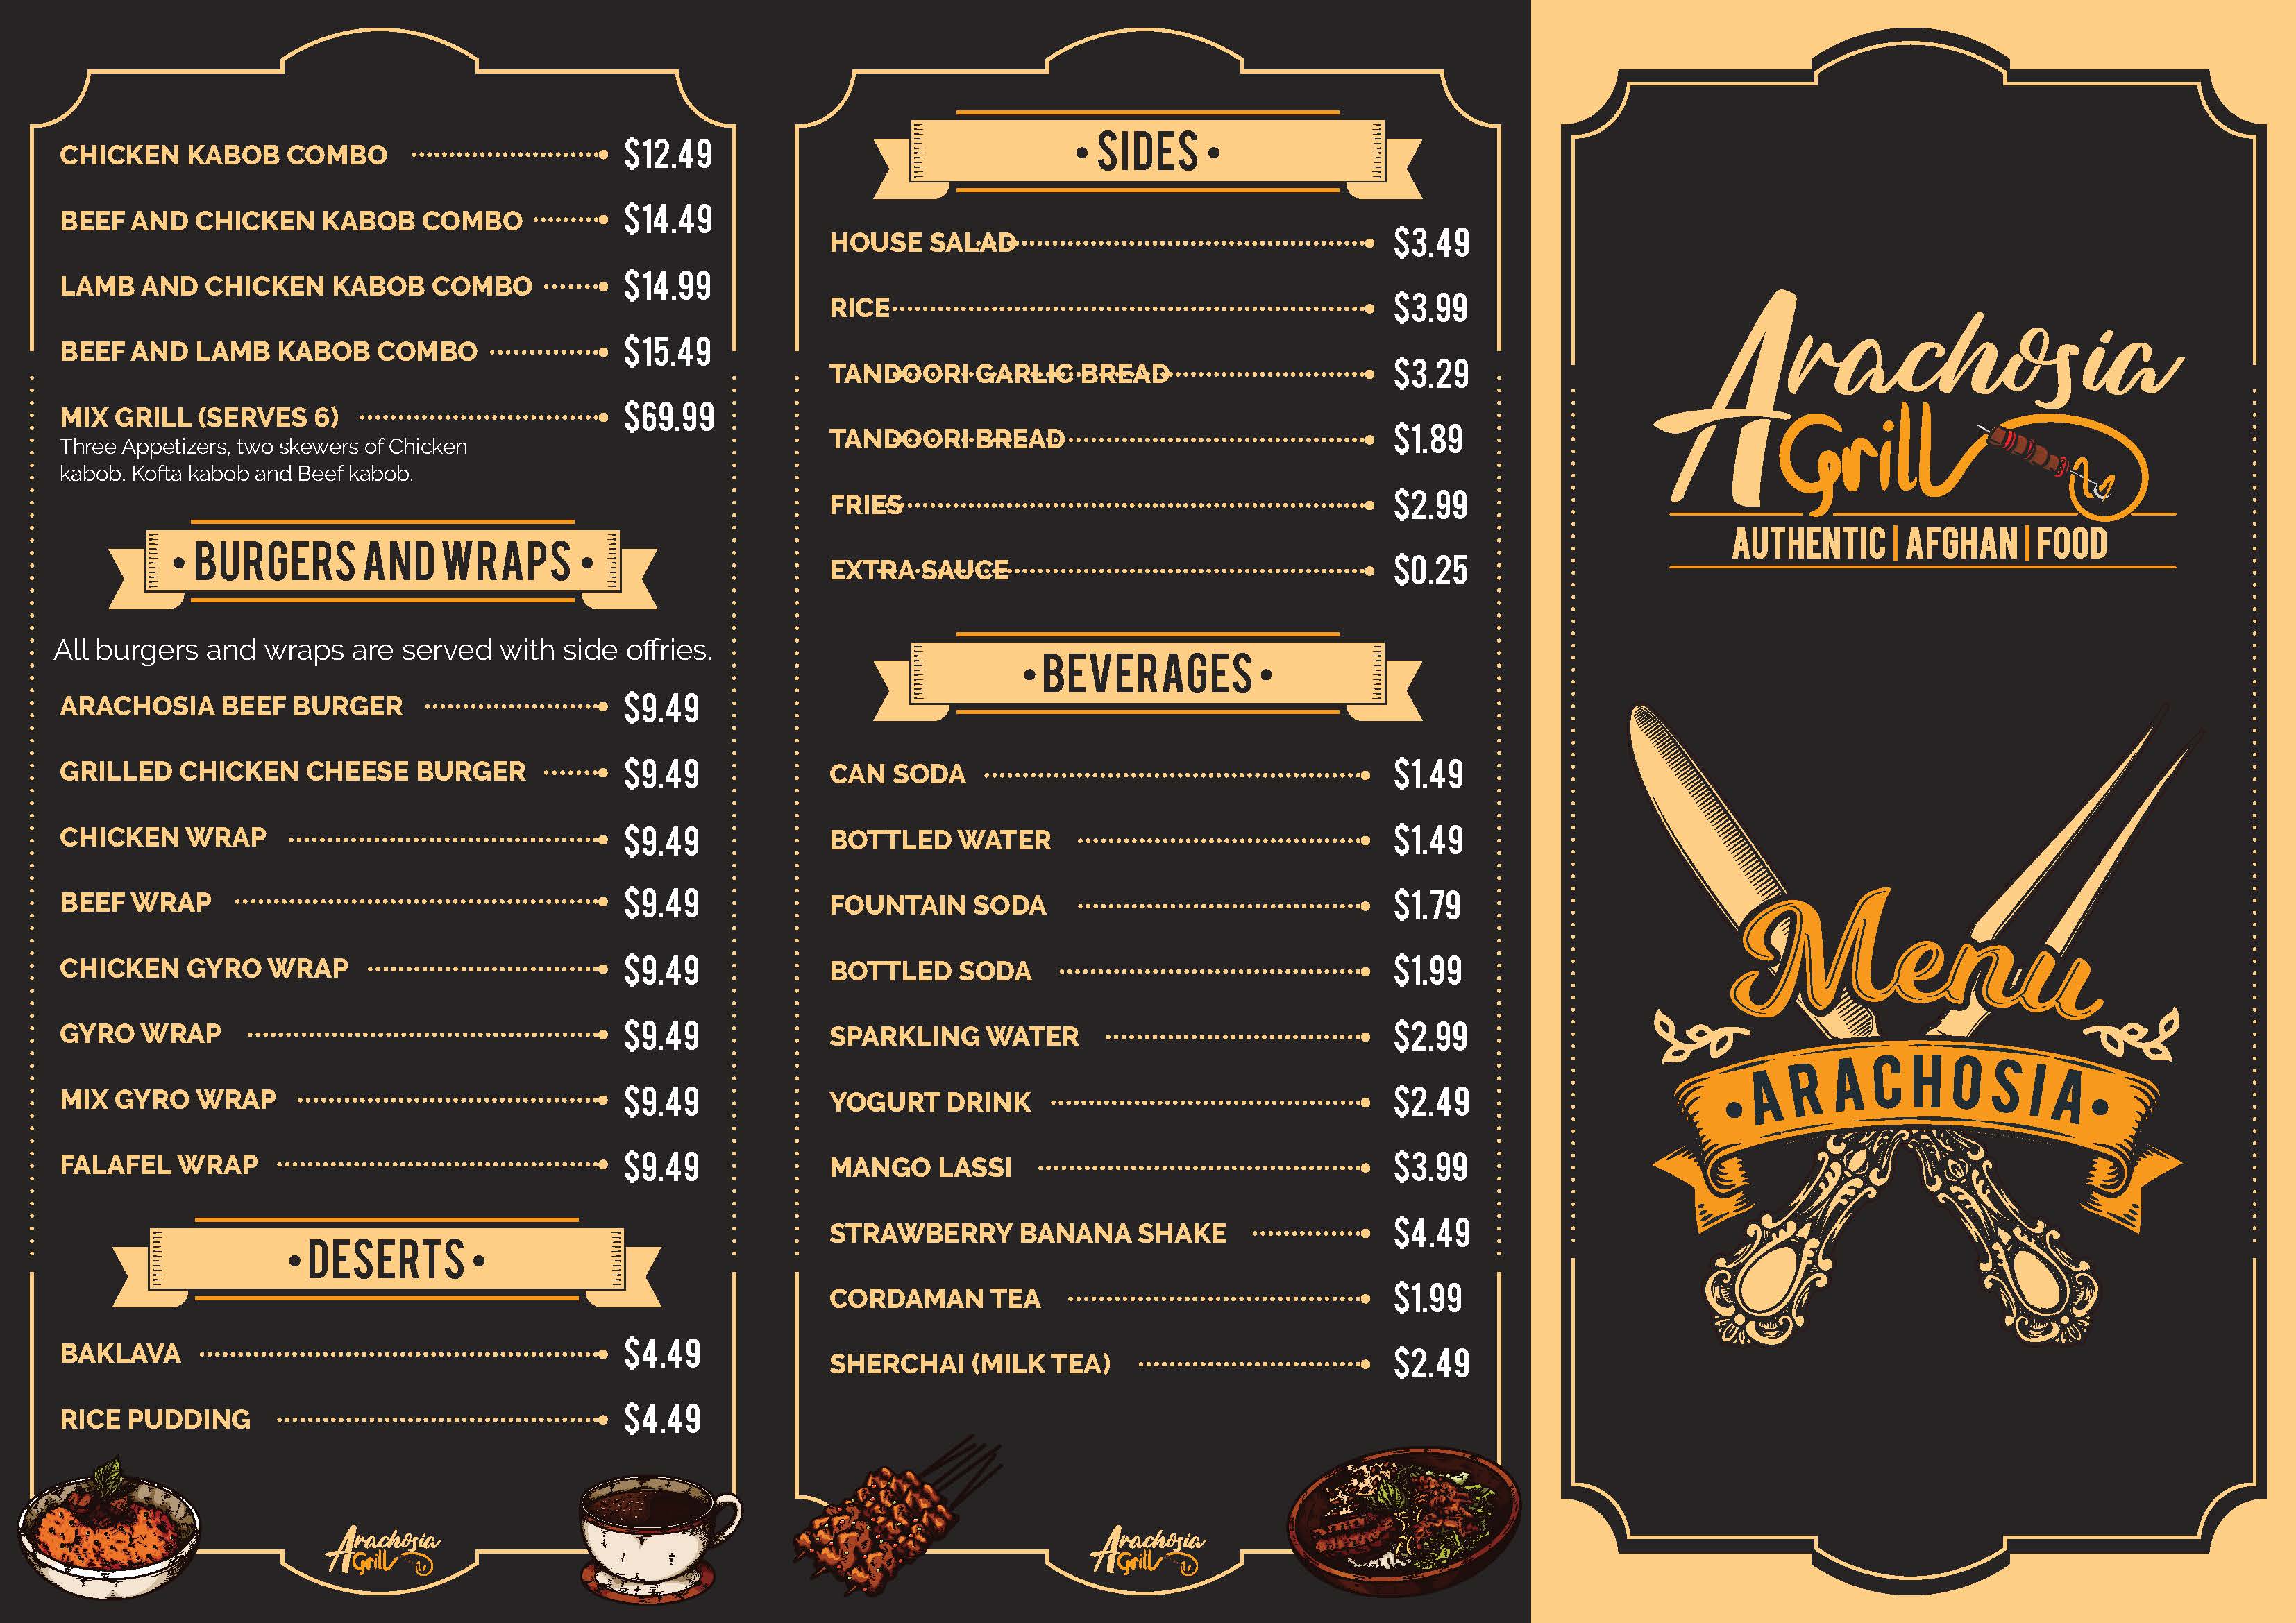 CHICKEN KABOB COMBO $12.49
BEEF AND CHICKEN KABOB COMBO $14.49
LAMB AND CHICKEN KABOB COMBO $14.99
BEEF AND LAMB KABOB COMBO $15.49
MIX GRILL (SERVES 6) $69.99
Three Appetizers, two skewers of Chicken
kabob, Kofta kabob and Beef kabob.
• BURGERS AND WRAPS •
All burgers and wraps are served with side offries.
ARACHOSIA BEEF BURGER $9.49
GRILLED CHICKEN CHEESE BURGER $9.49
CHICKEN WRAP $9.49
BEEF WRAP $9.49
CHICKEN GYRO WRAP $9.49
GYRO WRAP $9.49
MIX GYRO WRAP $9.49
FALAFEL WRAP $9.49
• DESERTS •
BAKLAVA $4.49
RICE PUDDING $4.49
Arachosia
Grill
• SIDES •
HOUSE SALAD $3.49
RICE $3.99
TANDOORI GARLIC BREAD $3.29
TANDOORI BREAD $1.89
FRIES $2.99
EXTRA SAUCE $0.25
• BEVERAGES •
CAN SODA $1.49
BOTTLED WATER $1.49
FOUNTAIN SODA $1.79
BOTTLED SODA $1.99
SPARKLING WATER $2.99
YOGURT DRINK $2.49
MANGO LASSI $3.99
STRAWBERRY BANANA SHAKE $4.49
CORDAMAN TEA $1.99
SHERCHAI (MILK TEA) $2.49
Arachosia
Grill
Arachosia
Grill
AUTHENTIC | AFGHAN | FOOD
Menu
• ARACHOSIA •